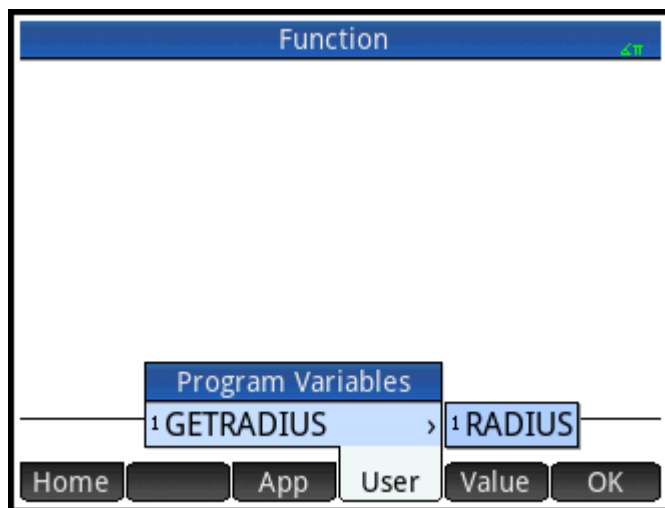 Function
∡π
Program Variables
1 GETRADIUS ›
1 RADIUS
Home App User Value OK